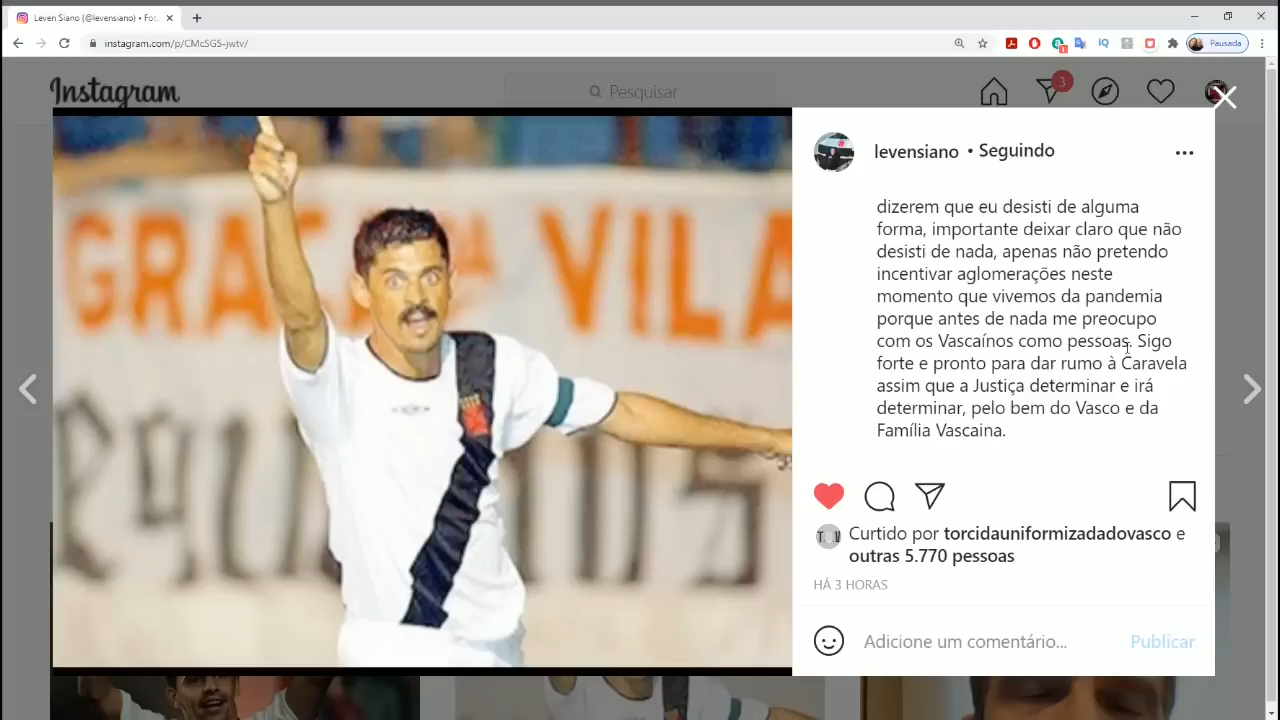 Leven Siano (@levensiano) • Fot
instagram.com/p/CMcSG5-jwtv/
Pausada
Instagram
Pesquisar
3
GRAÇA
VILA
levensiano • Seguindo
dizerem que eu desisti de alguma
forma, importante deixar claro que não
desisti de nada, apenas não pretendo
incentivar aglomerações neste
momento que vivemos da pandemia
porque antes de nada me preocupo
com os Vascaínos como pessoas. Sigo
forte e pronto para dar rumo à Caravela
assim que a Justiça determinar e irá
determinar, pelo bem do Vasco e da
Família Vascaina.
Curtido por torcidauniformizadadovasco e
outras 5.770 pessoas
HÁ 3 HORAS
Adicione um comentário...
Publicar